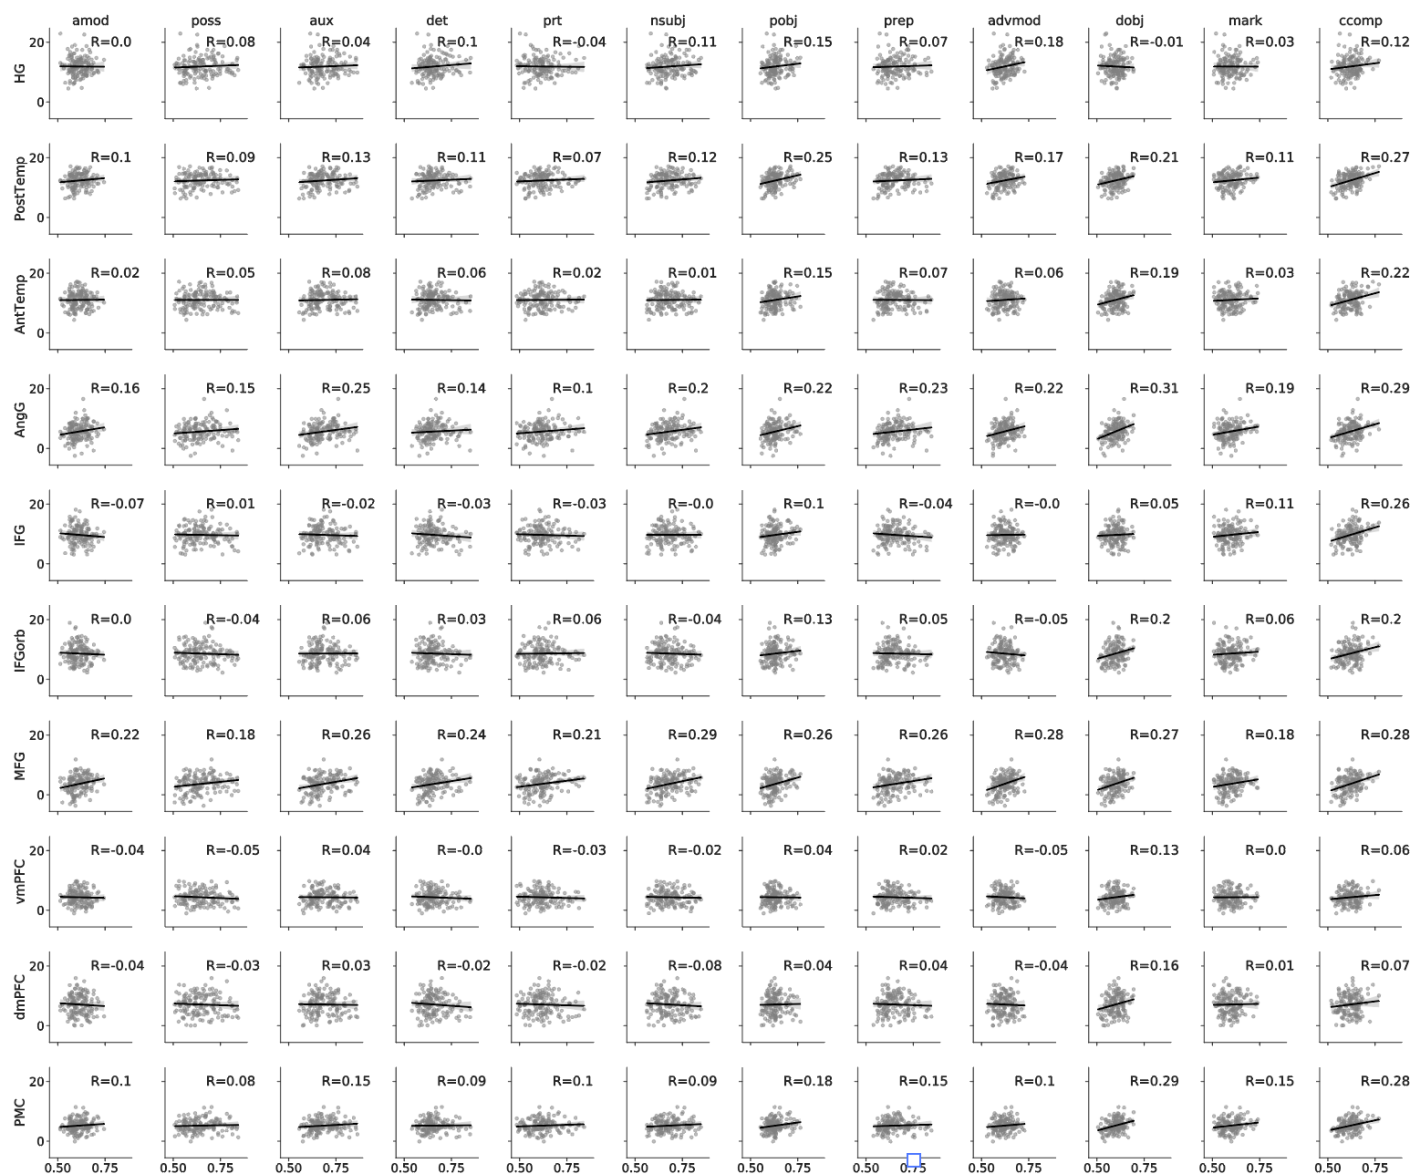 amod poss aux det prt nsubj pobj prep advmod dobj mark ccomp
HG 20 0 R=0.0 R=0.08 R=0.04 R=0.1 R=-0.04 R=0.11 R=0.15 R=0.07 R=0.18 R=-0.01 R=0.03 R=0.12
PostTemp 20 0 R=0.1 R=0.09 R=0.13 R=0.11 R=0.07 R=0.12 R=0.25 R=0.13 R=0.17 R=0.21 R=0.11 R=0.27
AntTemp 20 0 R=0.02 R=0.05 R=0.08 R=0.06 R=0.02 R=0.01 R=0.15 R=0.07 R=0.06 R=0.19 R=0.03 R=0.22
AngG 20 0 R=0.16 R=0.15 R=0.25 R=0.14 R=0.1 R=0.2 R=0.22 R=0.23 R=0.22 R=0.31 R=0.19 R=0.29
IFG 20 0 R=-0.07 R=0.01 R=-0.02 R=-0.03 R=-0.03 R=-0.0 R=0.1 R=-0.04 R=-0.0 R=0.05 R=0.11 R=0.26
IFGorb 20 0 R=0.0 R=-0.04 R=0.06 R=0.03 R=0.06 R=-0.04 R=0.13 R=0.05 R=-0.05 R=0.2 R=0.06 R=0.2
MFG 20 0 R=0.22 R=0.18 R=0.26 R=0.24 R=0.21 R=0.29 R=0.26 R=0.26 R=0.28 R=0.27 R=0.18 R=0.28
vmPFC 20 0 R=-0.04 R=-0.05 R=0.04 R=-0.0 R=-0.03 R=-0.02 R=0.04 R=0.02 R=-0.05 R=0.13 R=0.0 R=0.06
dmPFC 20 0 R=-0.04 R=-0.03 R=0.03 R=-0.02 R=-0.02 R=-0.08 R=0.04 R=0.04 R=-0.04 R=0.16 R=0.01 R=0.07
PMC 20 0 R=0.1 R=0.08 R=0.15 R=0.09 R=0.1 R=0.09 R=0.18 R=0.15 R=0.1 R=0.29 R=0.15 R=0.28
0.50 0.75 0.50 0.75 0.50 0.75 0.50 0.75 0.50 0.75 0.50 0.75 0.50 0.75 0.50 0.75 0.50 0.75 0.50 0.75 0.50 0.75 0.50 0.75